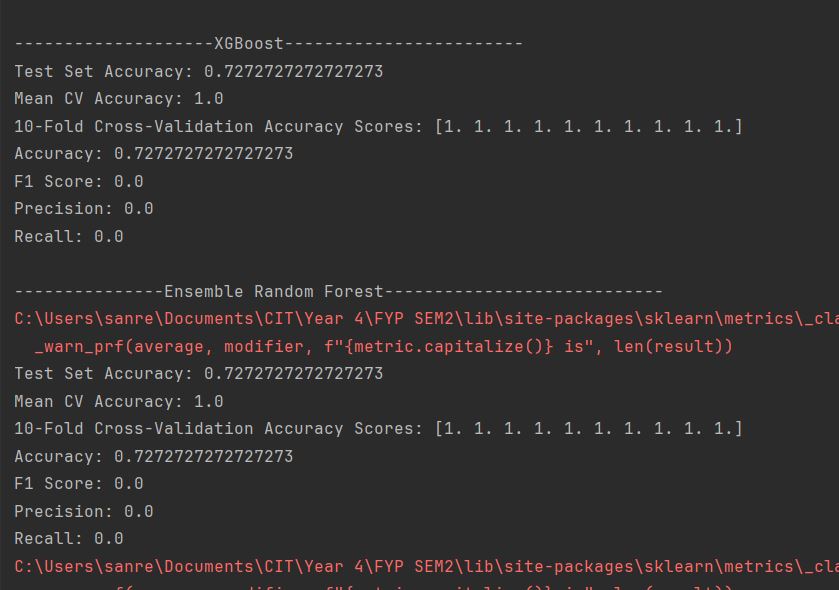 --------------------XGBoost------------------------
Test Set Accuracy: 0.7272727272727273
Mean CV Accuracy: 1.0
10-Fold Cross-Validation Accuracy Scores: [1. 1. 1. 1. 1. 1. 1. 1. 1. 1.]
Accuracy: 0.7272727272727273
F1 Score: 0.0
Precision: 0.0
Recall: 0.0
---------------Ensemble Random Forest----------------------------
C:\Users\sanre\Documents\CIT\Year 4\FYP SEM2\lib\site-packages\sklearn\metrics\_cla
_warn_prf(average, modifier, f"{metric.capitalize()} is", len(result))
Test Set Accuracy: 0.7272727272727273
Mean CV Accuracy: 1.0
10-Fold Cross-Validation Accuracy Scores: [1. 1. 1. 1. 1. 1. 1. 1. 1. 1.]
Accuracy: 0.7272727272727273
F1 Score: 0.0
Precision: 0.0
Recall: 0.0
C:\Users\sanre\Documents\CIT\Year 4\FYP SEM2\lib\site-packages\sklearn\metrics\_cla